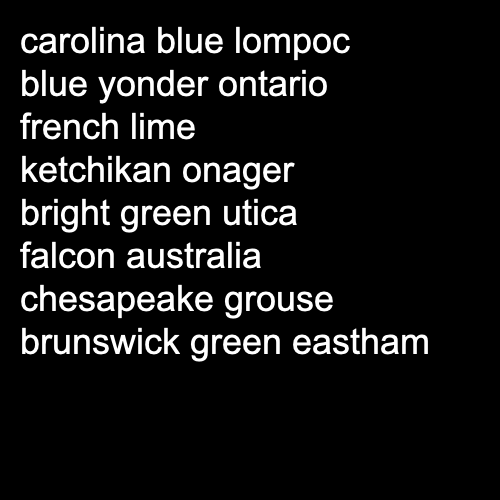 carolina blue lompoc
blue yonder ontario
french lime
ketchikan onager
bright green utica
falcon australia
chesapeake grouse
brunswick green eastham